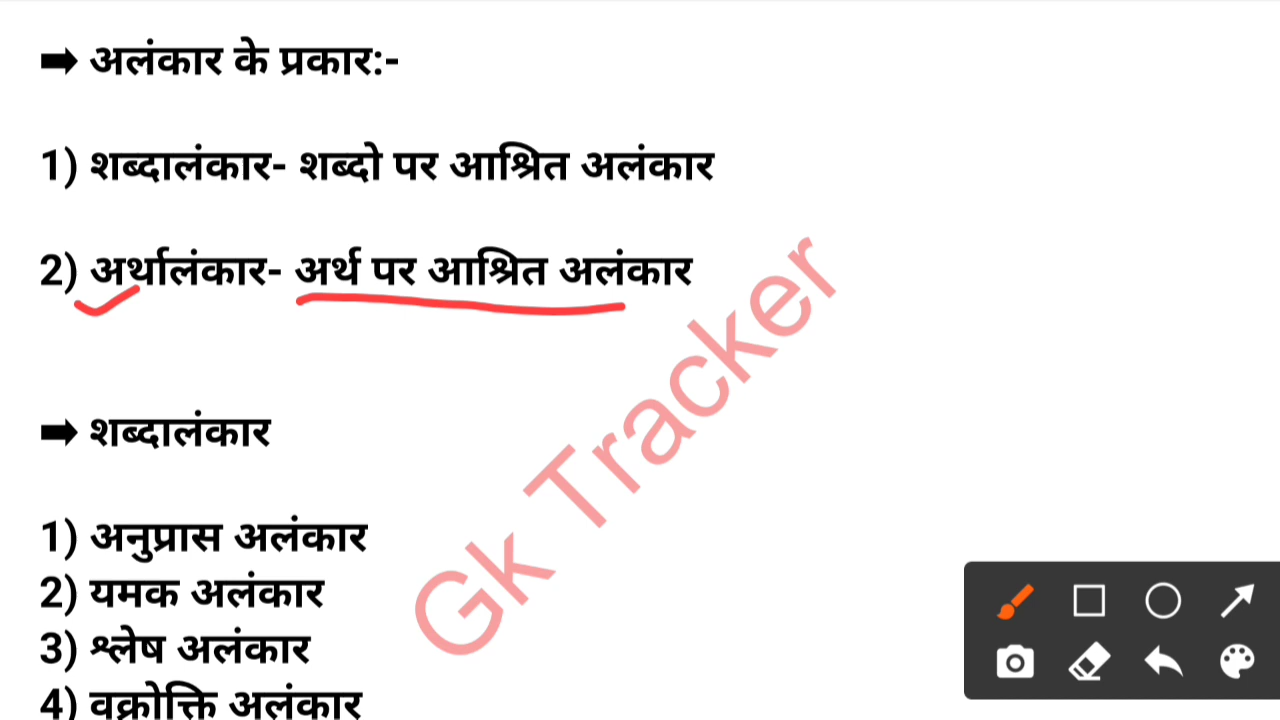 ➡ अलंकार के प्रकार:-
1) शब्दालंकार- शब्दो पर आश्रित अलंकार
2) अर्थालंकार- अर्थ पर आश्रित अलंकार
➡ शब्दालंकार
1) अनुप्रास अलंकार
2) यमक अलंकार
3) श्लेष अलंकार
4) वक्रोक्ति अलंकार
Gk Tracker